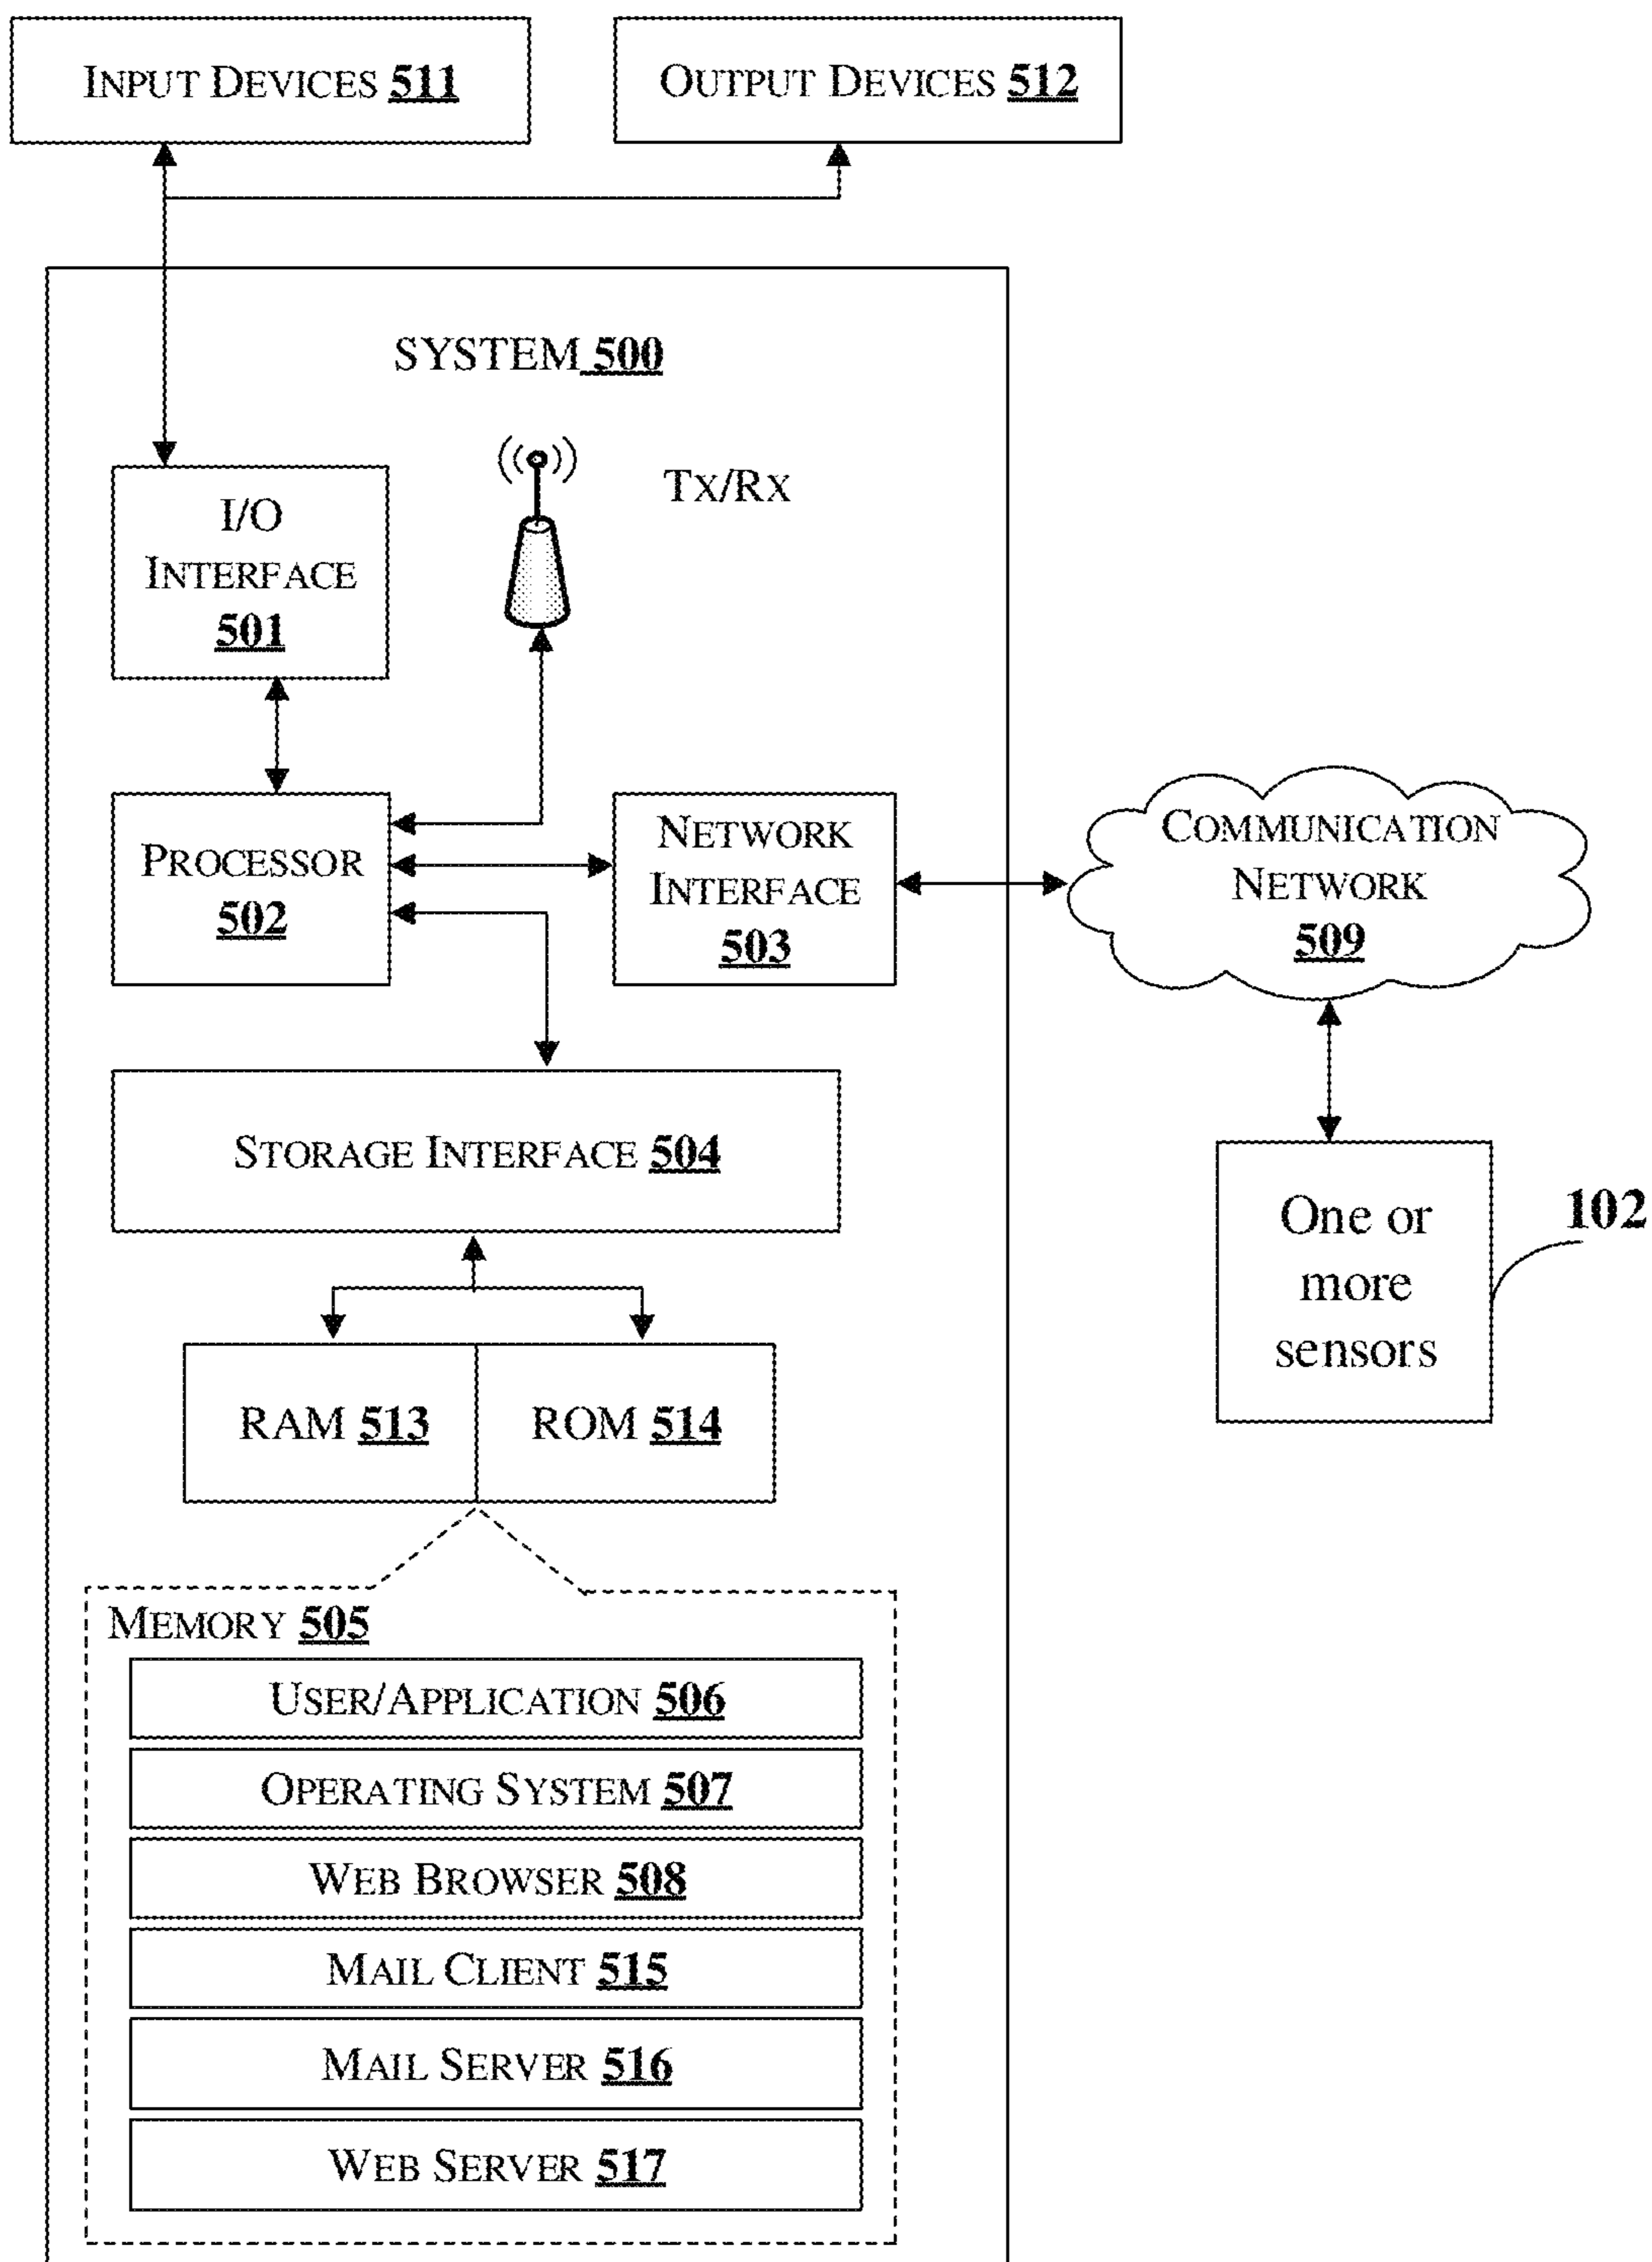 INPUT DEVICES 511
OUTPUT DEVICES 512
SYSTEM 500
TX/RX
I/O
INTERFACE
501
PROCESSOR
502
NETWORK
INTERFACE
503
COMMUNICATION
NETWORK
509
STORAGE INTERFACE 504
One or
more
sensors
102
RAM 513
ROM 514
MEMORY 505
USER/APPLICATION 506
OPERATING SYSTEM 507
WEB BROWSER 508
MAIL CLIENT 515
MAIL SERVER 516
WEB SERVER 517